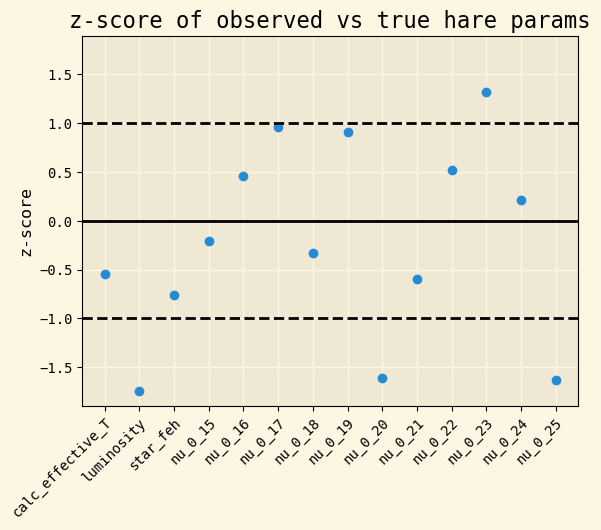 z-score of observed vs true hare params
z-score
1.5
1.0
0.5
0.0
−0.5
−1.0
−1.5
calc_effective_T
luminosity
star_feh
nu_0_15
nu_0_16
nu_0_17
nu_0_18
nu_0_19
nu_0_20
nu_0_21
nu_0_22
nu_0_23
nu_0_24
nu_0_25